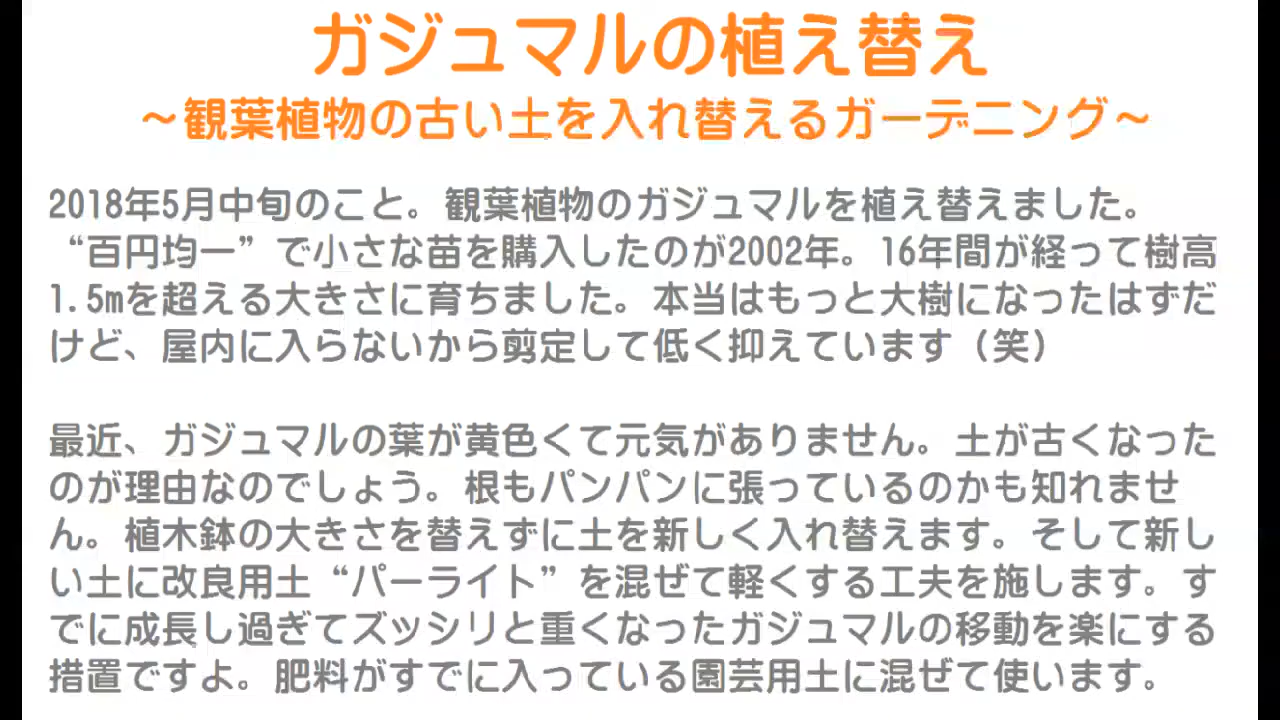 ガジュマルの植え替え
～観葉植物の古い土を入れ替えるガーデニング～
2018年5月中旬のこと。観葉植物のガジュマルを植え替えました。
“百円均一”で小さな苗を購入したのが2002年。16年間が経って樹高
1.5mを超える大きさに育ちました。本当はもっと大樹になったはずだ
けど、屋内に入らないから剪定して低く抑えています（笑）
最近、ガジュマルの葉が黄色くて元気がありません。土が古くなった
のが理由なのでしょう。根もパンパンに張っているのかも知れませ
ん。植木鉢の大きさを替えずに土を新しく入れ替えます。そして新し
い土に改良用土“パーライト”を混ぜて軽くする工夫を施します。す
でに成長し過ぎてズッシリと重くなったガジュマルの移動を楽にする
措置ですよ。肥料がすでに入っている園芸用土に混ぜて使います。